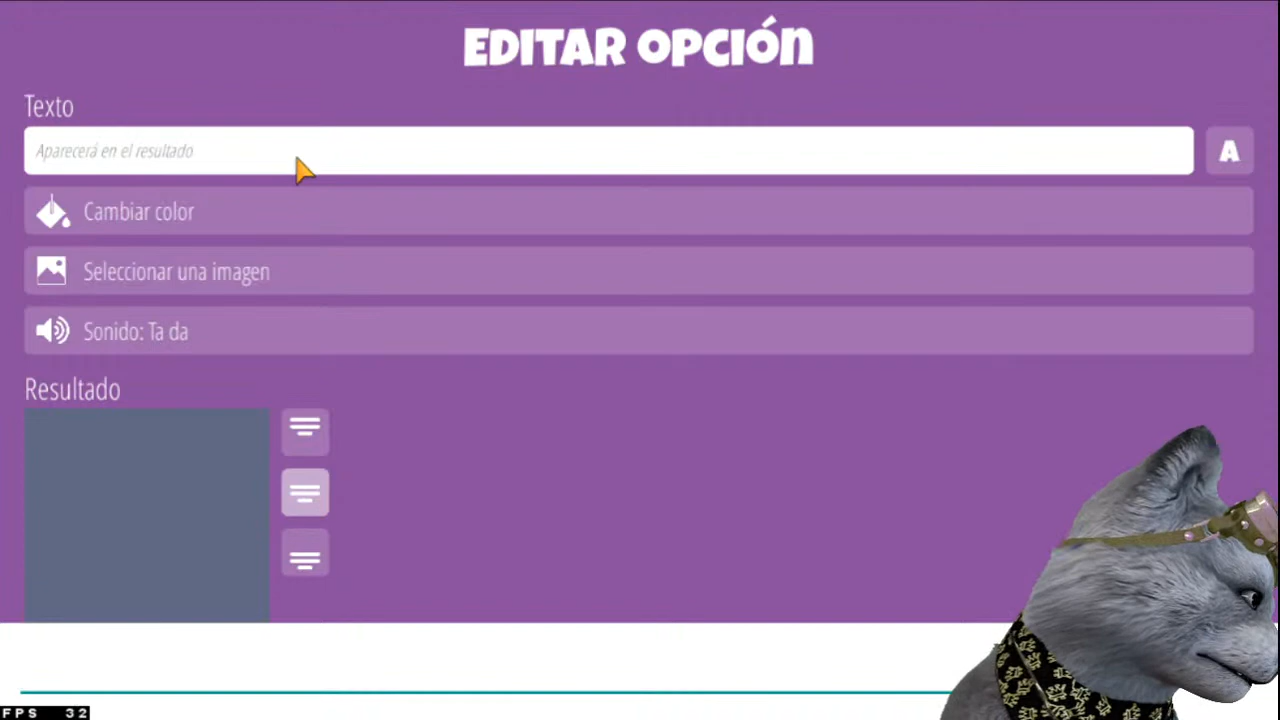 EDITAR OPCIÓN
Texto
Aparecerá en el resultado
A
Cambiar color
Seleccionar una imagen
Sonido: Ta da
Resultado
FPS 32